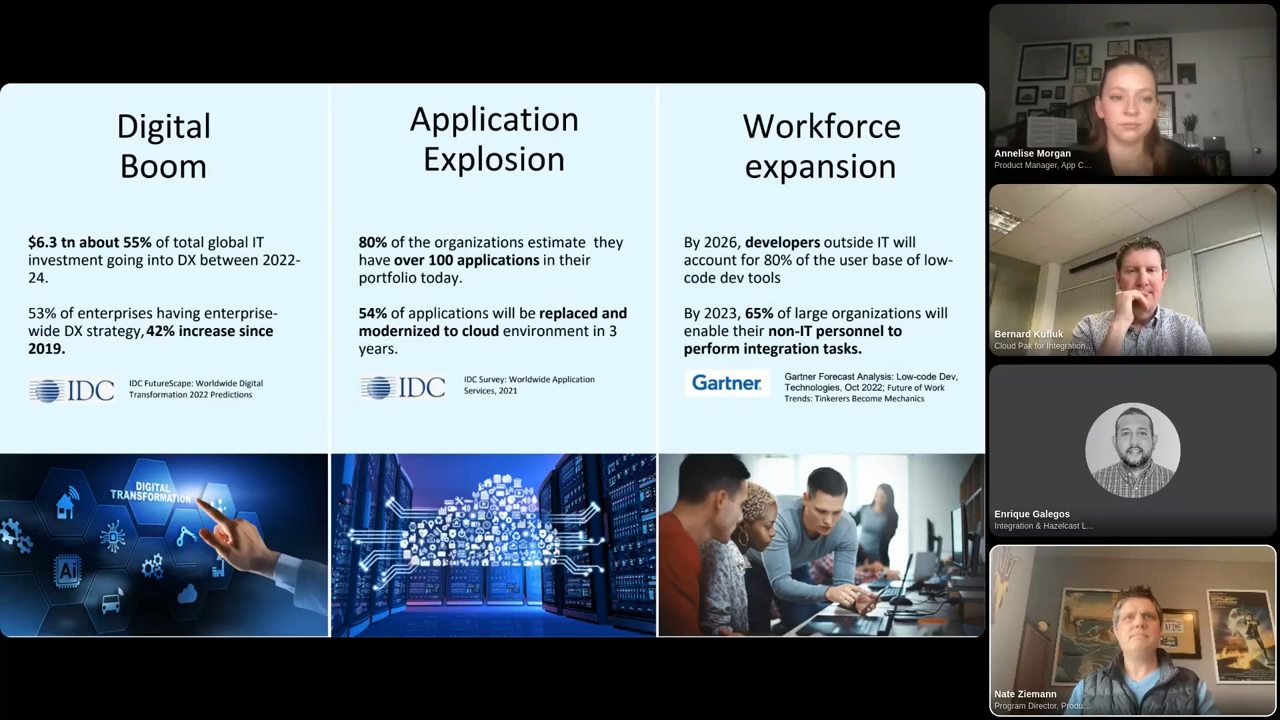 Digital
Boom
$6.3 tn about 55% of total global IT
investment going into DX between 2022-
24.
53% of enterprises having enterprise-
wide DX strategy, 42% increase since
2019.
IDC
IDC FutureScape: Worldwide Digital
Transformation 2022 Predictions
DIGITAL
TRANSFORMATION
Ai
Application
Explosion
80% of the organizations estimate they
have over 100 applications in their
portfolio today.
54% of applications will be replaced and
modernized to cloud environment in 3
years.
IDC
IDC Survey: Worldwide Application
Services, 2021
Workforce
expansion
By 2026, developers outside IT will
account for 80% of the user base of low-
code dev tools
By 2023, 65% of large organizations will
enable their non-IT personnel to
perform integration tasks.
Gartner
Gartner Forecast Analysis: Low-code Dev,
Technologies, Oct 2022; Future of Work
Trends: Tinkerers Become Mechanics
Annelise Morgan
Product Manager, App C...
Bernard Kufluk
Cloud Pak for Integration...
Enrique Galegos
Integration & Hazelcast L...
Nate Ziemann
Program Director, Produ...